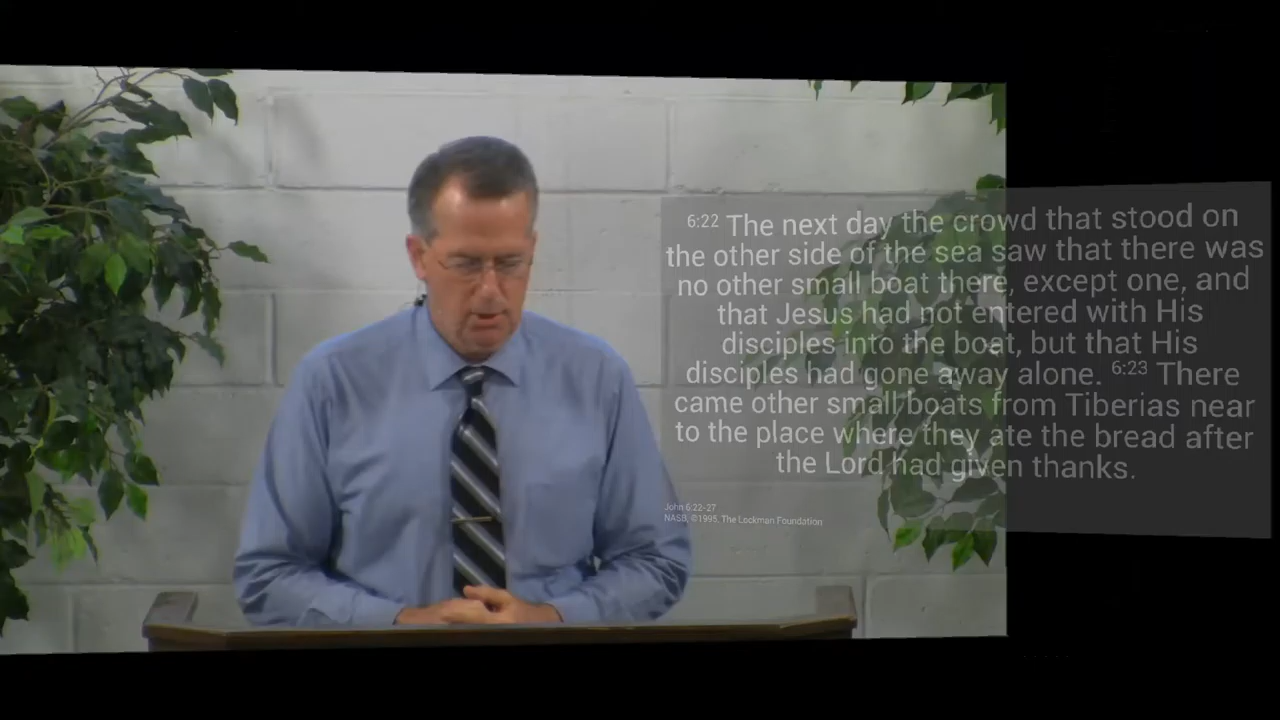 6:22 The next day the crowd that stood on
the other side of the sea saw that there was
no other small boat there, except one, and
that Jesus had not entered with His
disciples into the boat, but that His
disciples had gone away alone. 6:23 There
came other small boats from Tiberias near
to the place where they ate the bread after
the Lord had given thanks.
John 6:22-27
NASB, ©1995, The Lockman Foundation